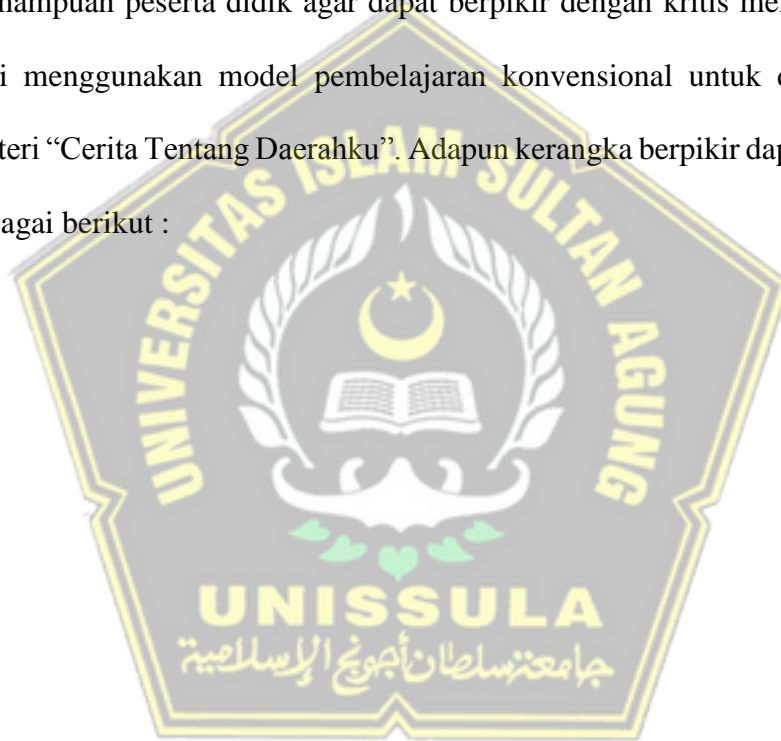 hampuan peserta didik agar dapat berpikir dengan kritis me
i menggunakan model pembelajaran konvensional untuk
teri “Cerita Tentang Daerahku”. Adapun kerangka berpikir dap
agai berikut :
UNIVERSITAS ISLAM SULTAN AGUNG
UNISSULA
جامعة سلطان أجونج الإسلامية